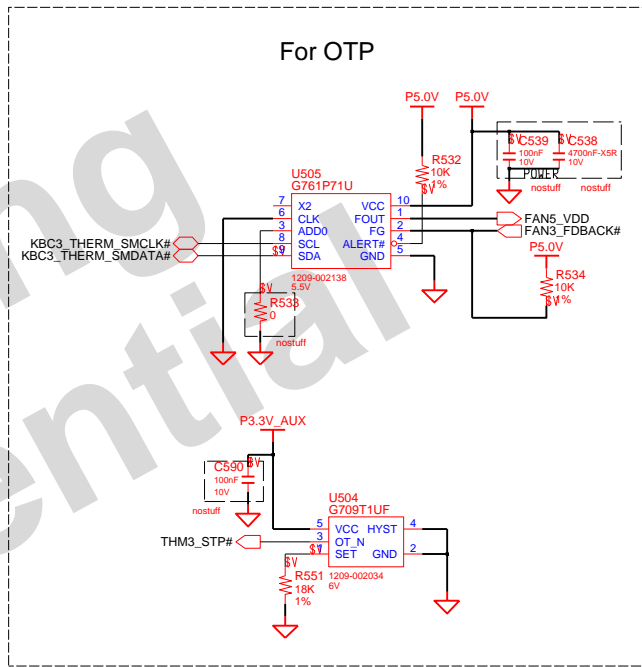 For OTP
P5.0V
P5.0V
R532
10K
1%
$V
$V
C539
100nF
10V
$V
C538
4700nF-X5R
10V
POWER
nostuff
nostuff
U505
G761P71U
7
X2
6
CLK
3
ADD0
8
SCL
SDA
VCC
10
FOUT
1
FG
2
ALERT#
4
GND
5
1209-002138
5.5V
KBC3_THERM_SMCLK#
KBC3_THERM_SMDATA#
FAN5_VDD
FAN3_FDBACK#
P5.0V
R534
10K
1%
$V
$V
R533
0
nostuff
P3.3V_AUX
$V
C590
100nF
10V
nostuff
U504
G709T1UF
5
VCC
HYST
4
3
OT_N
SET
GND
2
1209-002034
6V
THM3_STP#
$V
R551
18K
1%
ential